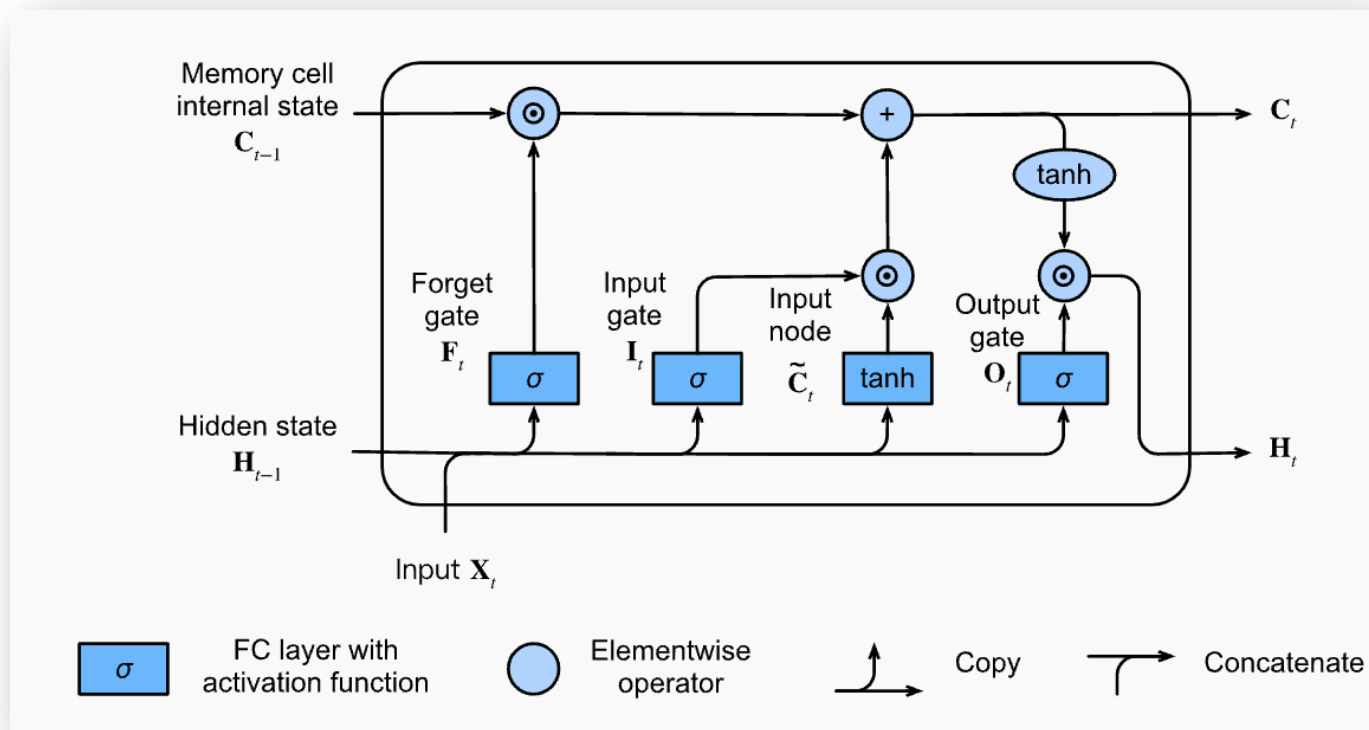 Memory cell
internal state
C_{t−1}
⊙
+
C_t
tanh
Forget
gate
F_t
σ
Input
gate
I_t
σ
⊙
Input
node
C̃_t
tanh
⊙
Output
gate
O_t
σ
Hidden state
H_{t−1}
H_t
Input X_t
σ
FC layer with
activation function
Elementwise
operator
Copy
Concatenate